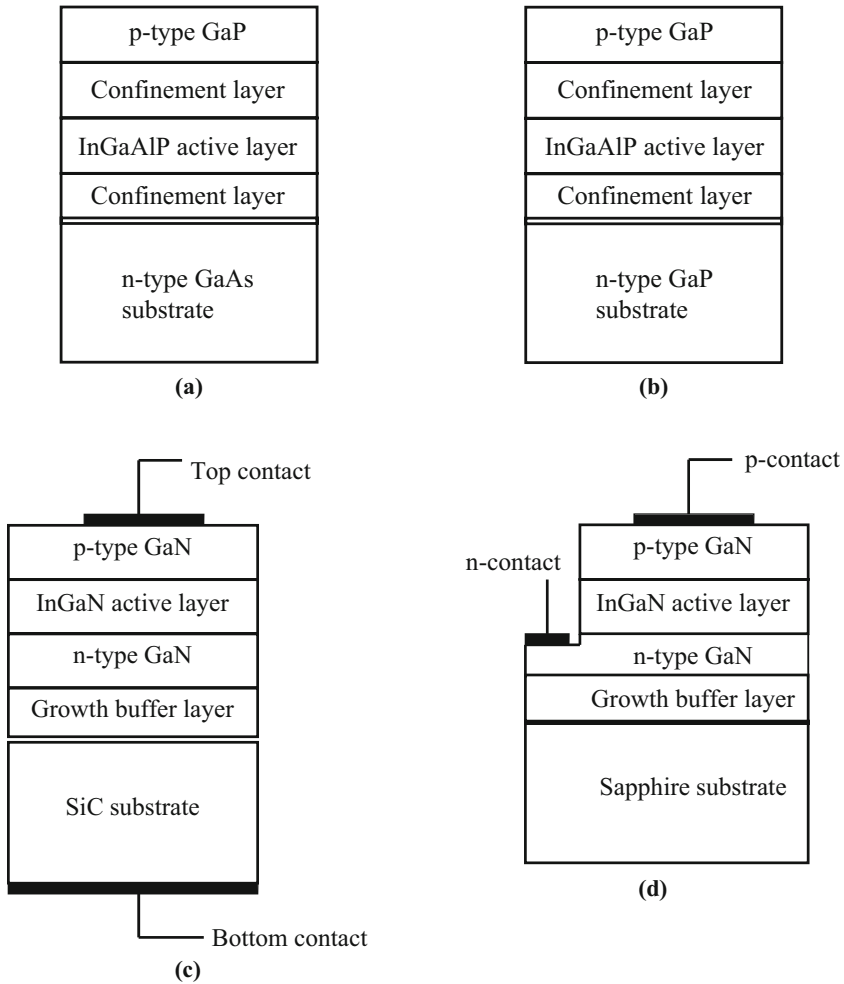 p-type GaP
Confinement layer
InGaAlP active layer
Confinement layer
n-type GaAs
substrate
(a)
p-type GaP
Confinement layer
InGaAlP active layer
Confinement layer
n-type GaP
substrate
(b)
Top contact
p-type GaN
InGaN active layer
n-type GaN
Growth buffer layer
SiC substrate
Bottom contact
(c)
p-contact
n-contact
p-type GaN
InGaN active layer
n-type GaN
Growth buffer layer
Sapphire substrate
(d)